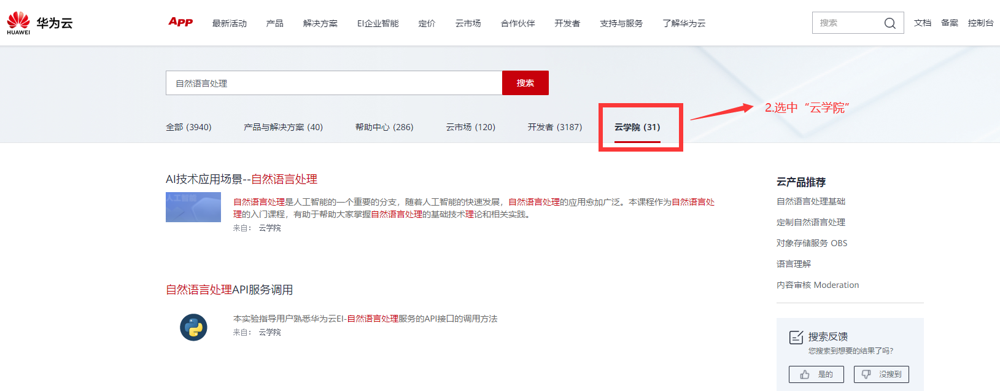 HUAWEI 华为云 APP 最新活动 产品 解决方案 EI企业智能 定价 云市场 合作伙伴 开发者 支持与服务 了解华为云 搜索 文档 备案 控制台
自然语言处理 搜索
2.选中“云学院”
全部 (3940) 产品与解决方案 (40) 帮助中心 (286) 云市场 (120) 开发者 (3187) 云学院 (31)
AI技术应用场景--自然语言处理
人工智能
自然语言处理是人工智能的一个重要的分支，随着人工智能的快速发展，自然语言处理的应用愈加广泛。本课程作为自然语言处
理的入门课程，有助于帮助大家掌握自然语言处理的基础技术理论和相关实践。
来自： 云学院
自然语言处理API服务调用
本实验指导用户熟悉华为云EI-自然语言处理服务的API接口的调用方法
来自： 云学院
云产品推荐
自然语言处理基础
定制自然语言处理
对象存储服务 OBS
语言理解
内容审核 Moderation
搜索反馈
您搜索到想要的结果了吗?
是的 没搜到